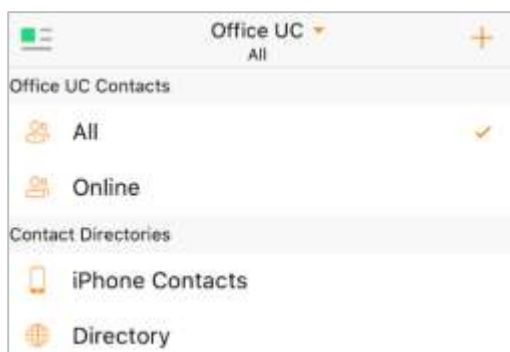 Office UC
All
Office UC Contacts
All
Online
Contact Directories
iPhone Contacts
Directory